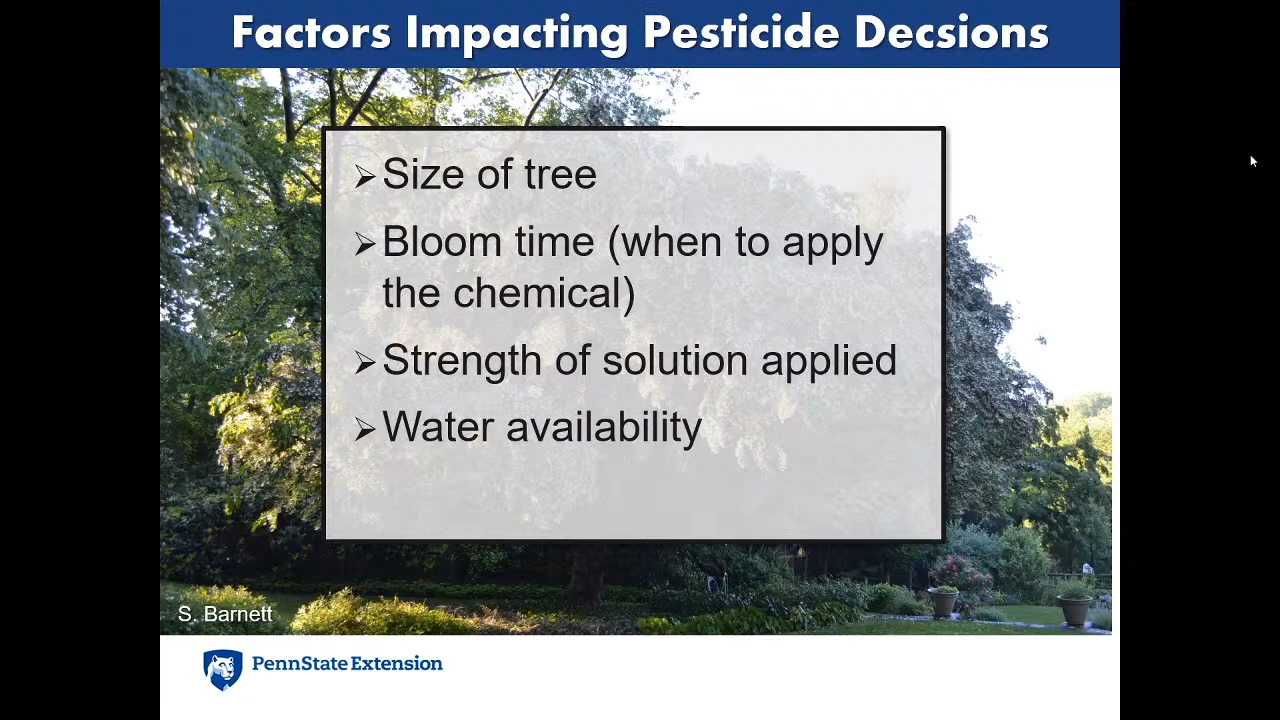 Factors Impacting Pesticide Decsions
➢Size of tree
➢Bloom time (when to apply
the chemical)
➢Strength of solution applied
➢Water availability
S. Barnett
PennState Extension